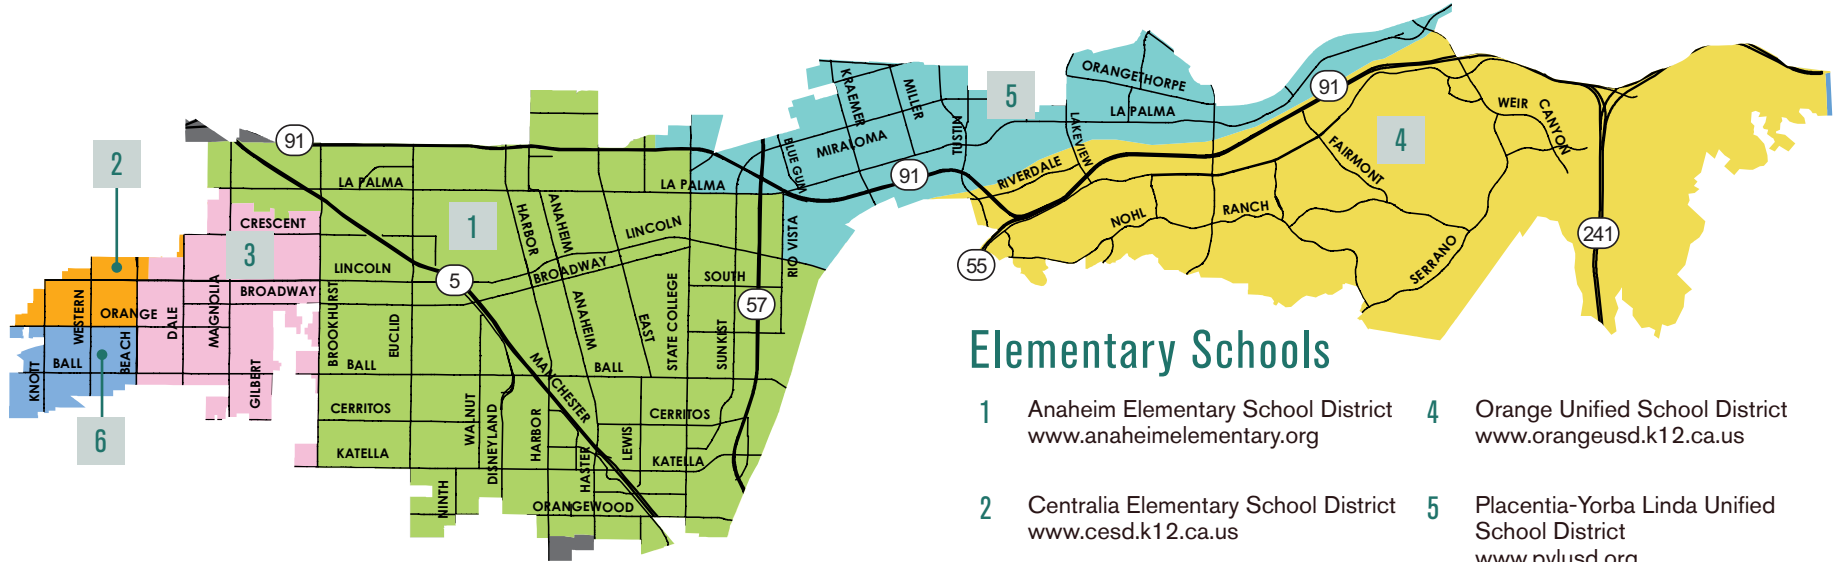 91
2
5
ORANGETHORPE
KRAEMER
MILLER
LA PALMA
91
WEIR
CANYON
LAKEVIEW
TUSTIN
MIRALOMA
BLUE GUM
FAIRMONT
4
LA PALMA
LA PALMA
91
RIVERDALE
1
HARBOR
ANAHEIM
LINCOLN
NOHL
RANCH
CRESCENT
3
RIO VISTA
241
SERRANO
LINCOLN
5
BROADWAY
SOUTH
55
BROADWAY
MAGNOLIA
BROOKHURST
WESTERN
ORANGE
DALE
EUCLID
ANAHEIM
EAST
STATE COLLEGE
SUNKIST
57
KNOTT
BALL
BEACH
GILBERT
BALL
MANCHESTER
BALL
6
CERRITOS
WALNUT
DISNEYLAND
HARBOR
LEWIS
CERRITOS
KATELLA
HASTER
KATELLA
NINTH
ORANGEWOOD
Elementary Schools
1 Anaheim Elementary School District
www.anaheimelementary.org
2 Centralia Elementary School District
www.cesd.k12.ca.us
4 Orange Unified School District
www.orangeusd.k12.ca.us
5 Placentia-Yorba Linda Unified
School District
www.pylusd.org